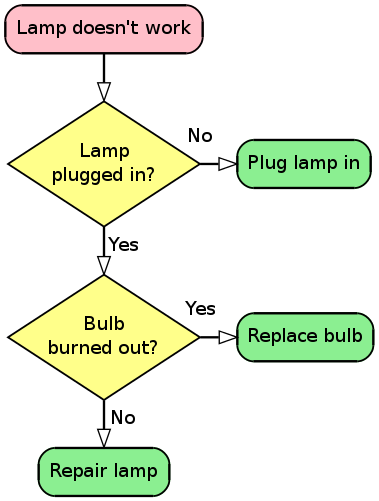 Lamp doesn't work
Lamp
plugged in?
No
Plug lamp in
Yes
Bulb
burned out?
Yes
Replace bulb
No
Repair lamp